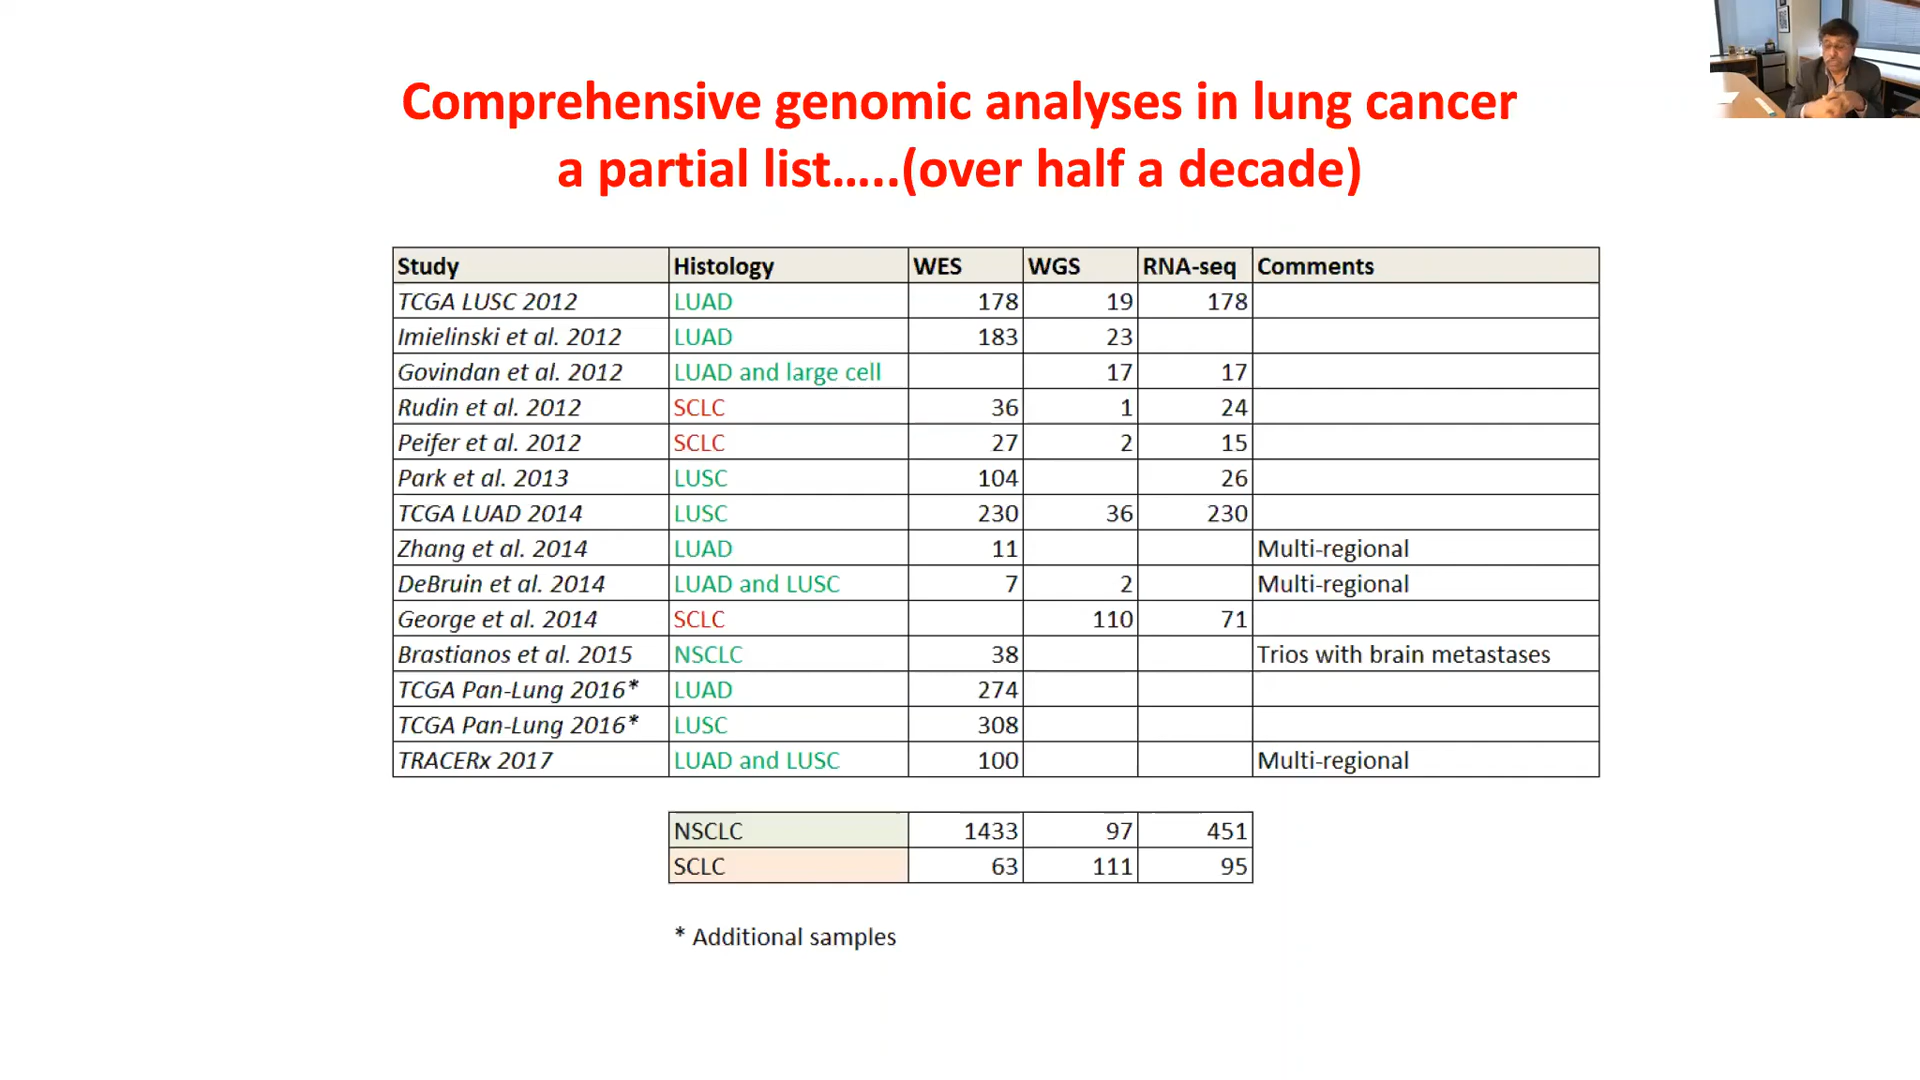 Comprehensive genomic analyses in lung cancer
a partial list…..(over half a decade)
Study Histology WES WGS RNA-seq Comments
TCGA LUSC 2012 LUAD 178 19 178
Imielinski et al. 2012 LUAD 183 23
Govindan et al. 2012 LUAD and large cell 17 17
Rudin et al. 2012 SCLC 36 1 24
Peifer et al. 2012 SCLC 27 2 15
Park et al. 2013 LUSC 104 26
TCGA LUAD 2014 LUSC 230 36 230
Zhang et al. 2014 LUAD 11 Multi-regional
DeBruin et al. 2014 LUAD and LUSC 7 2 Multi-regional
George et al. 2014 SCLC 110 71
Brastianos et al. 2015 NSCLC 38 Trios with brain metastases
TCGA Pan-Lung 2016* LUAD 274
TCGA Pan-Lung 2016* LUSC 308
TRACERx 2017 LUAD and LUSC 100 Multi-regional
NSCLC 1433 97 451
SCLC 63 111 95
* Additional samples